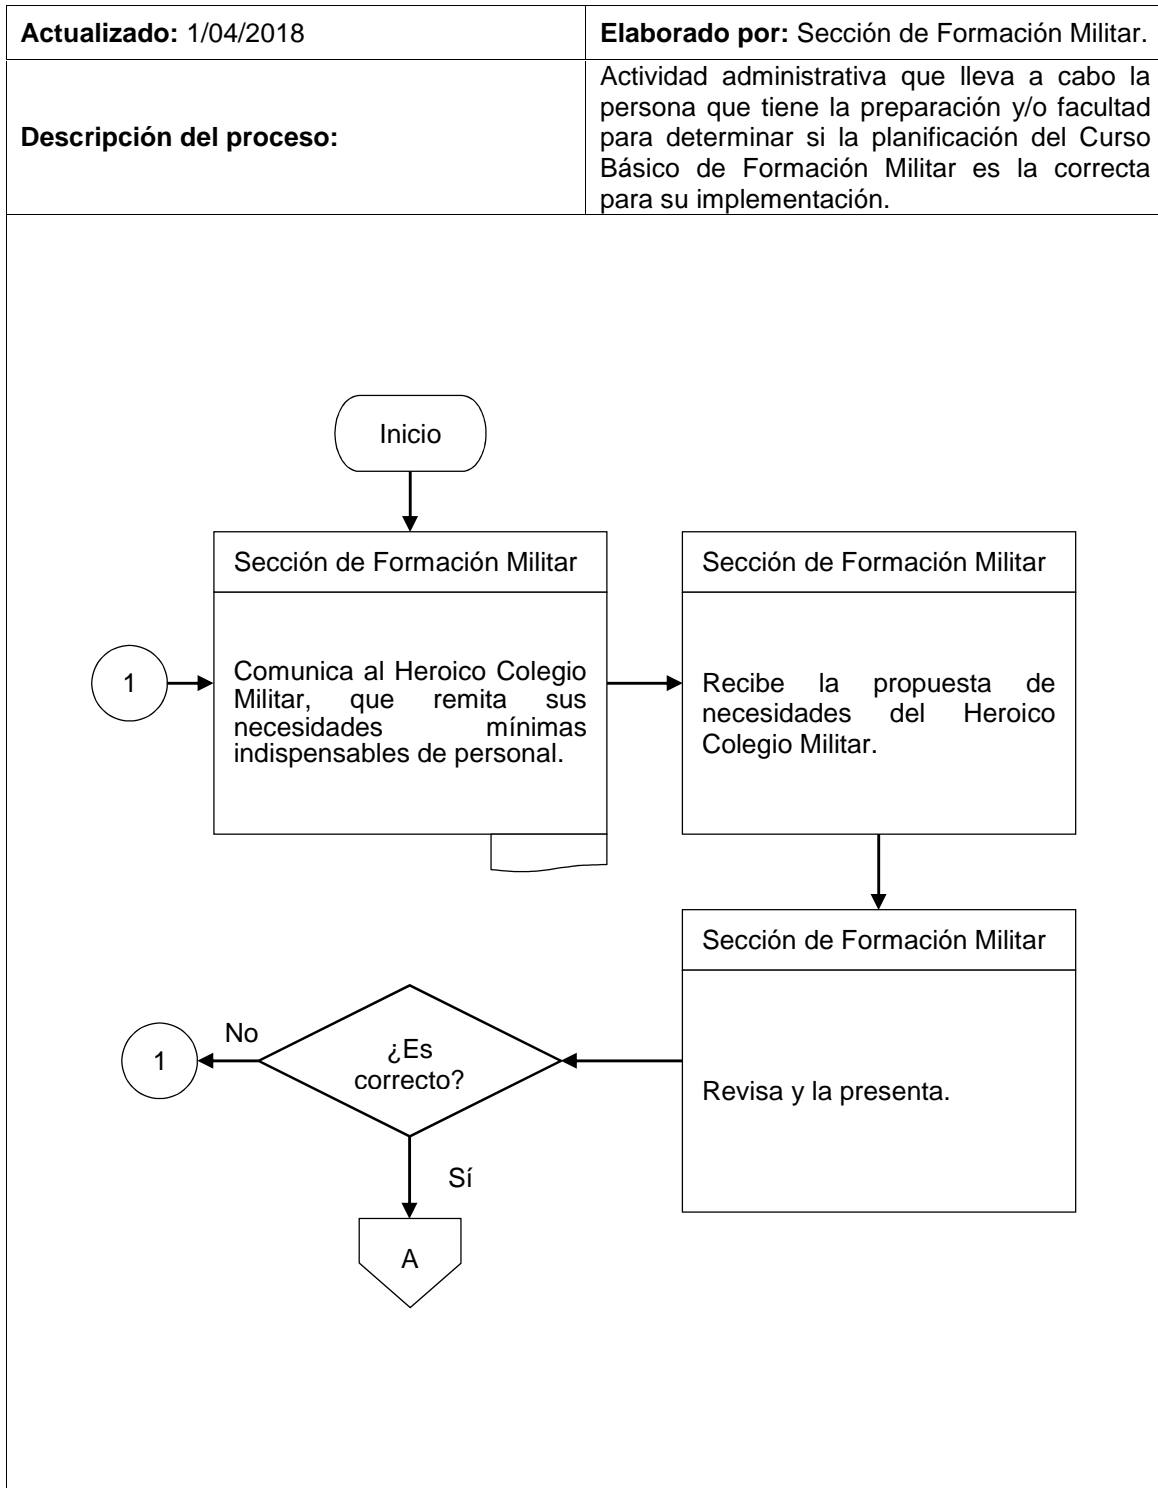 Actualizado: 1/04/2018
Elaborado por: Sección de Formación Militar.
Descripción del proceso:
Actividad administrativa que lleva a cabo la
persona que tiene la preparación y/o facultad
para determinar si la planificación del Curso
Básico de Formación Militar es la correcta
para su implementación.
Inicio
Sección de Formación Militar
1
Comunica al Heroico Colegio
Militar, que remita sus
necesidades mínimas
indispensables de personal.
Sección de Formación Militar
Recibe la propuesta de
necesidades del Heroico
Colegio Militar.
Sección de Formación Militar
Revisa y la presenta.
¿Es
correcto?
No
1
Sí
A